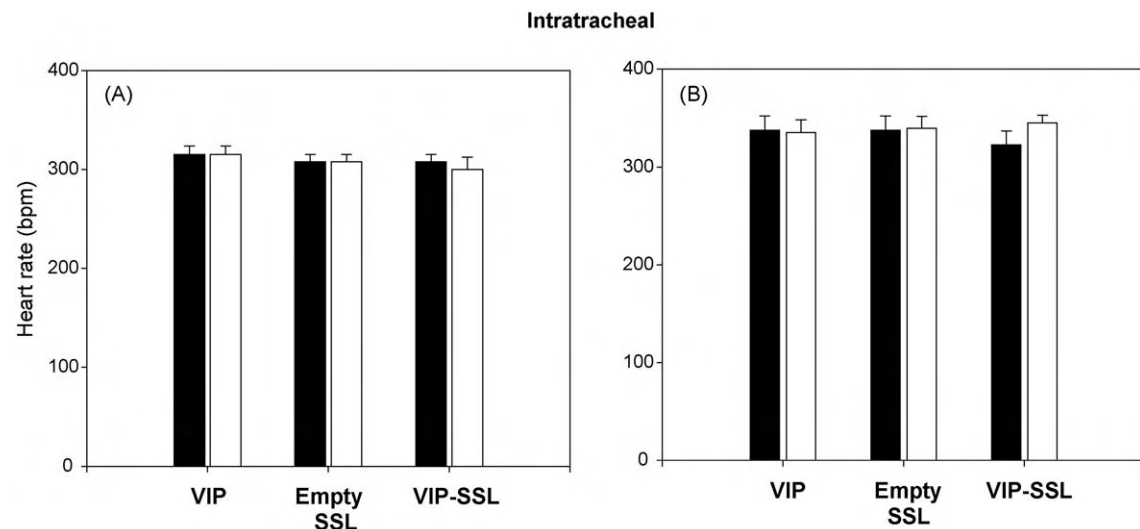 Intratracheal
(A)
400
300
200
100
0
Heart rate (bpm)
VIP
Empty
SSL
VIP-SSL
(B)
400
300
200
100
0
VIP
Empty
SSL
VIP-SSL